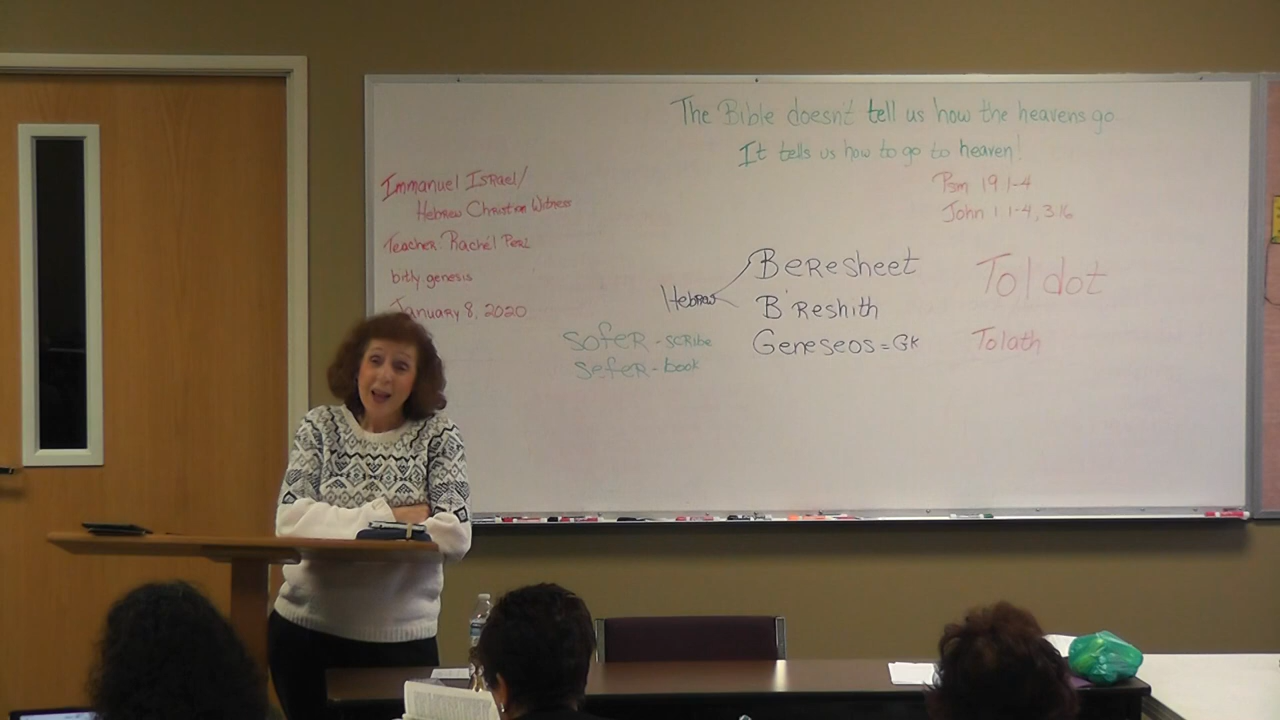 The Bible doesn't tell us how the heavens go
It tells us how to go to heaven!
Psm 19 1-4
John 1 1-4, 3:16
Immanuel Israel/
Hebrew Christian Witness
Teacher: Rachel Perl
bitly.genesis
January 8, 2020
Hebrew
Beresheet
B'Reshith
Geneseos = Gk
Toldot
Tolath
sofer - scribe
sefer - book